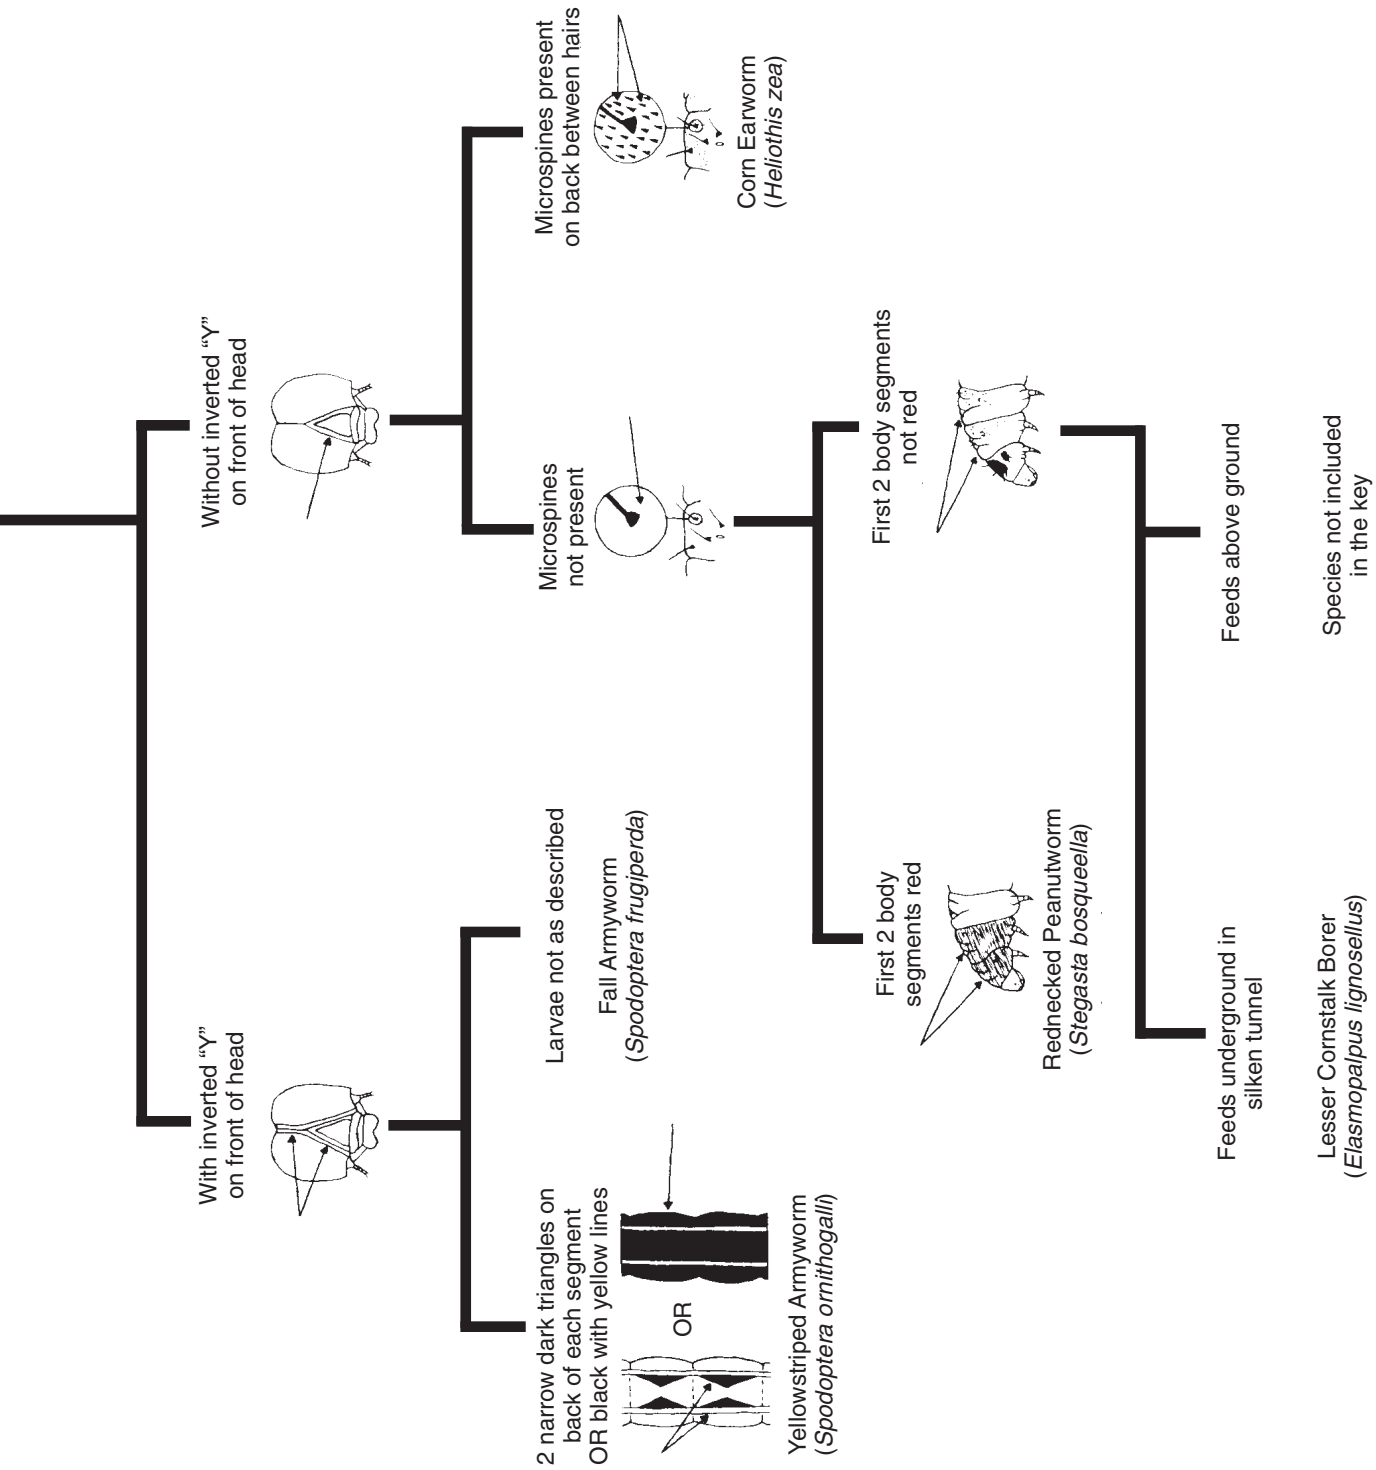 With inverted “Y”
on front of head
Without inverted “Y”
on front of head
2 narrow dark triangles on
back of each segment
OR black with yellow lines
OR
Yellowstriped Armyworm
(Spodoptera ornithogalli)
Larvae not as described
Fall Armyworm
(Spodoptera frugiperda)
Microspines
not present
Microspines present
on back between hairs
Corn Earworm
(Heliothis zea)
First 2 body
segments red
Rednecked Peanutworm
(Stegasta bosqueella)
First 2 body segments
not red
Feeds underground in
silken tunnel
Lesser Cornstalk Borer
(Elasmopalpus lignosellus)
Feeds above ground
Species not included
in the key